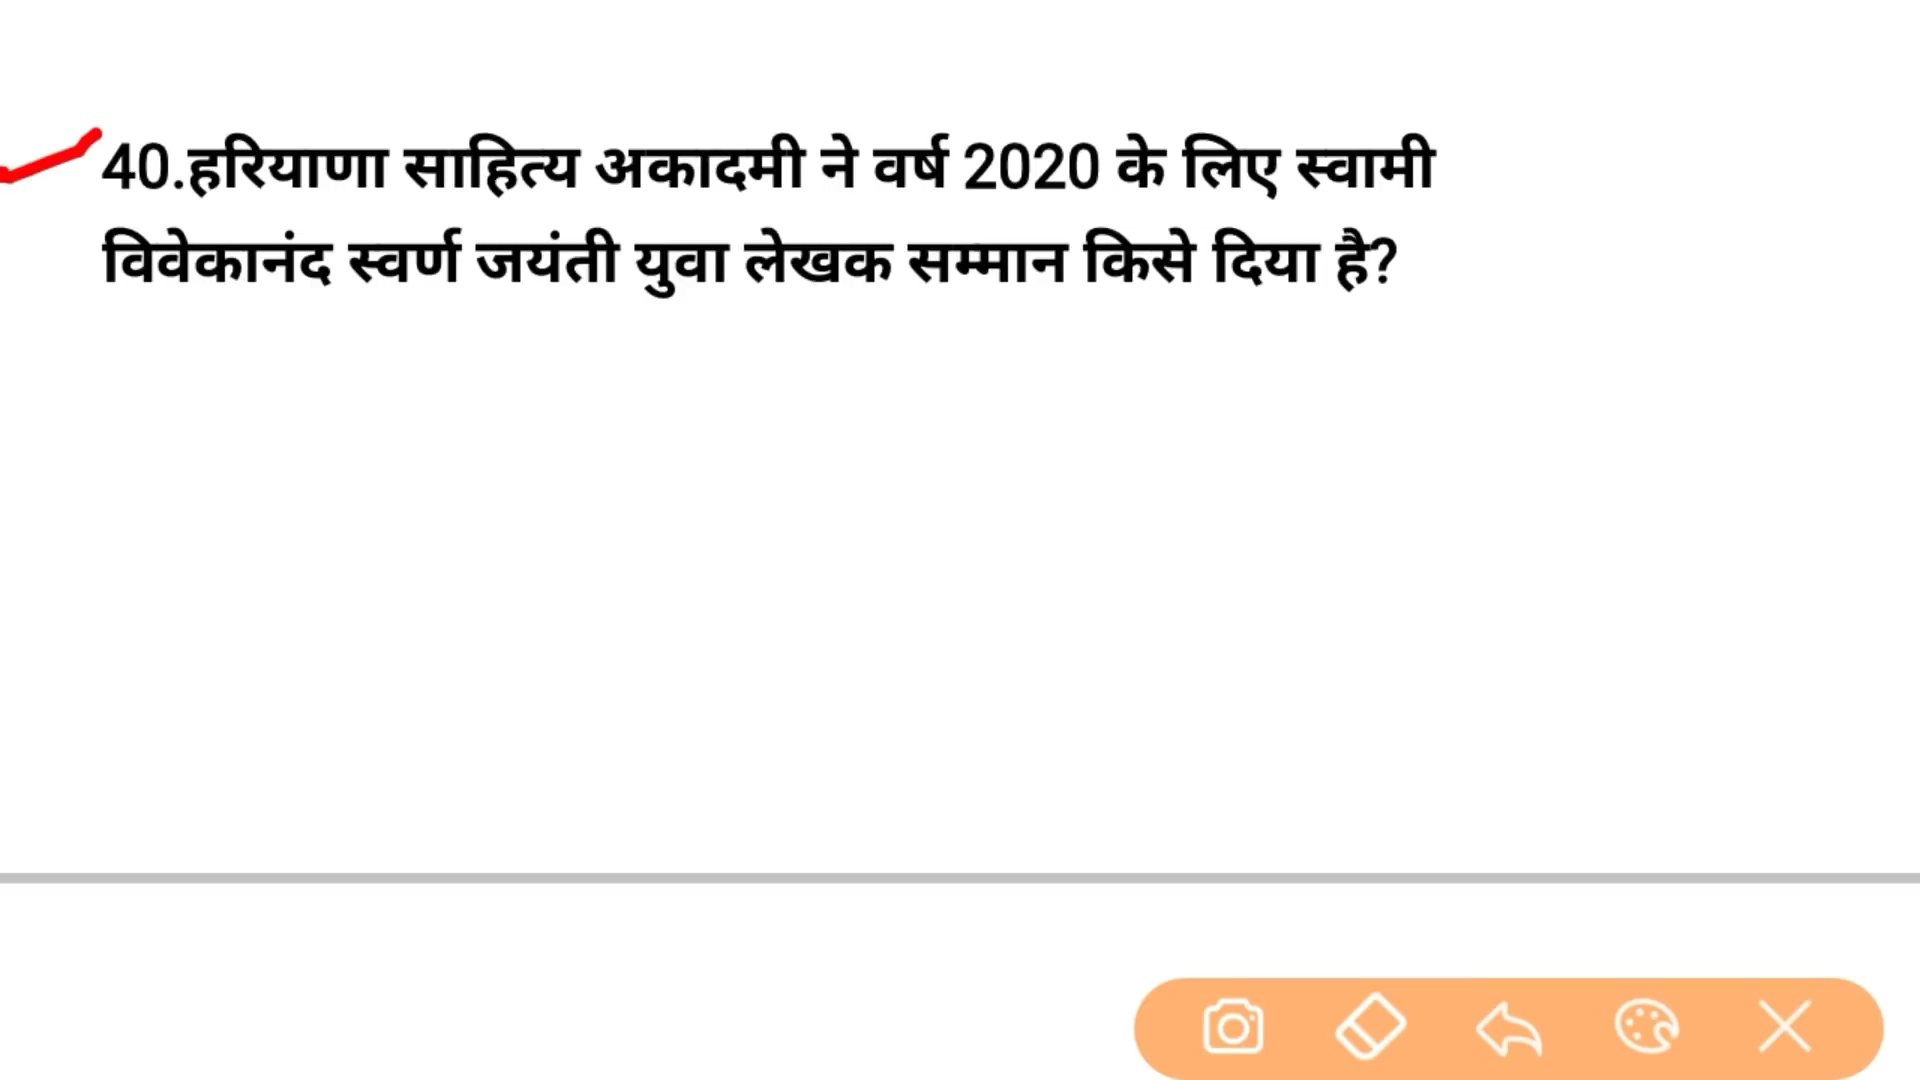 40.हरियाणा साहित्य अकादमी ने वर्ष 2020 के लिए स्वामी
विवेकानंद स्वर्ण जयंती युवा लेखक सम्मान किसे दिया है?